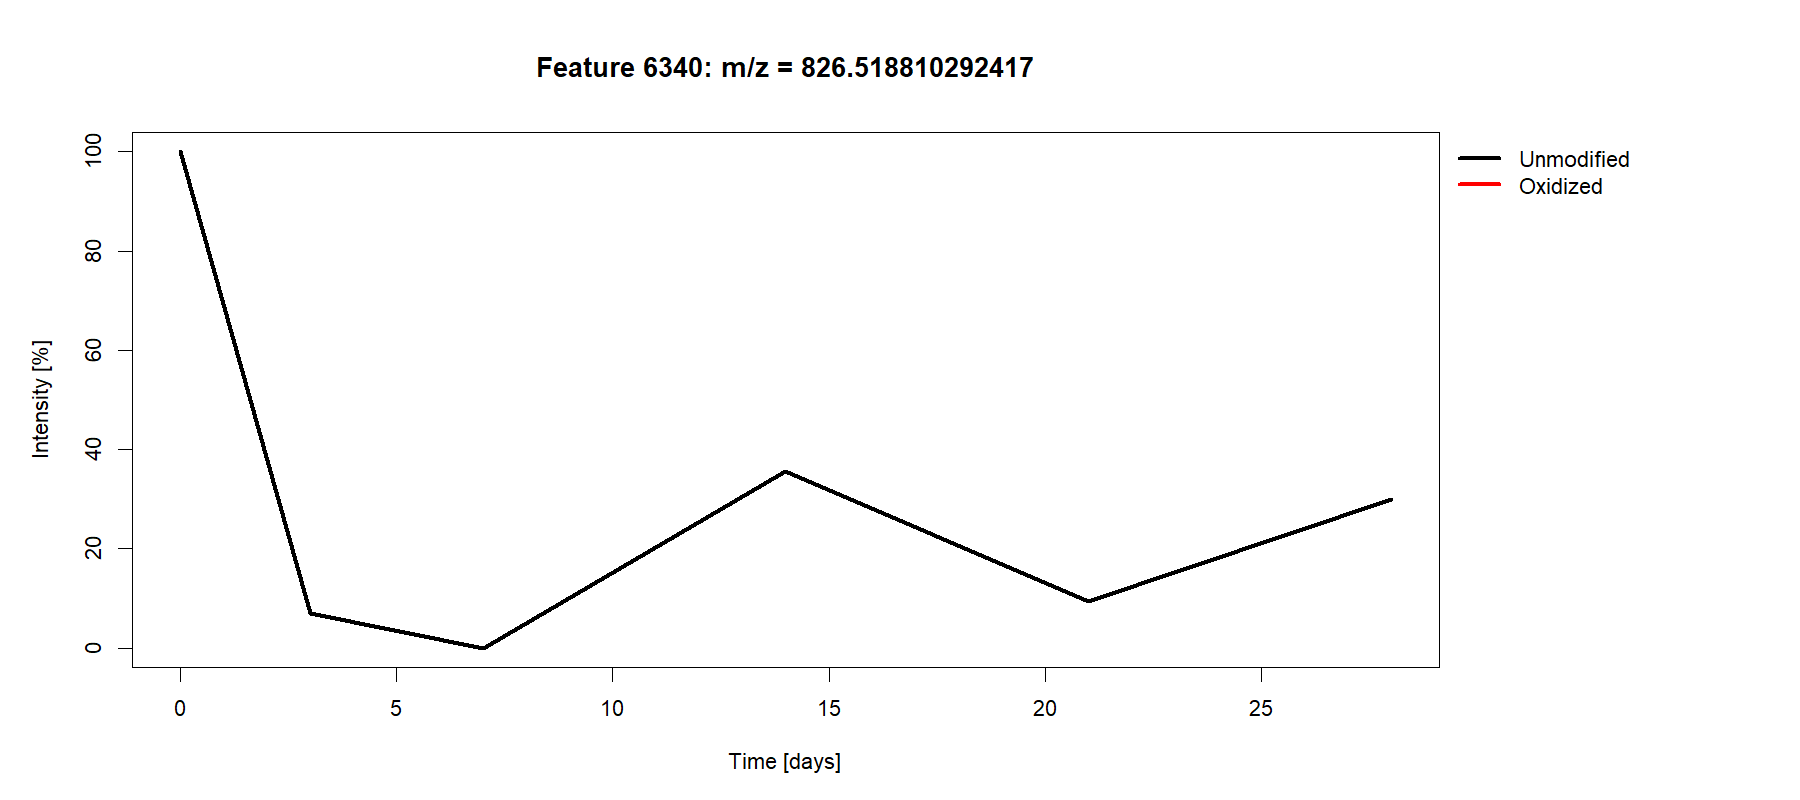 Feature 6340: m/z = 826.518810292417
Unmodified
Oxidized
Intensity [%]
100
80
60
40
20
0
0 5 10 15 20 25
Time [days]